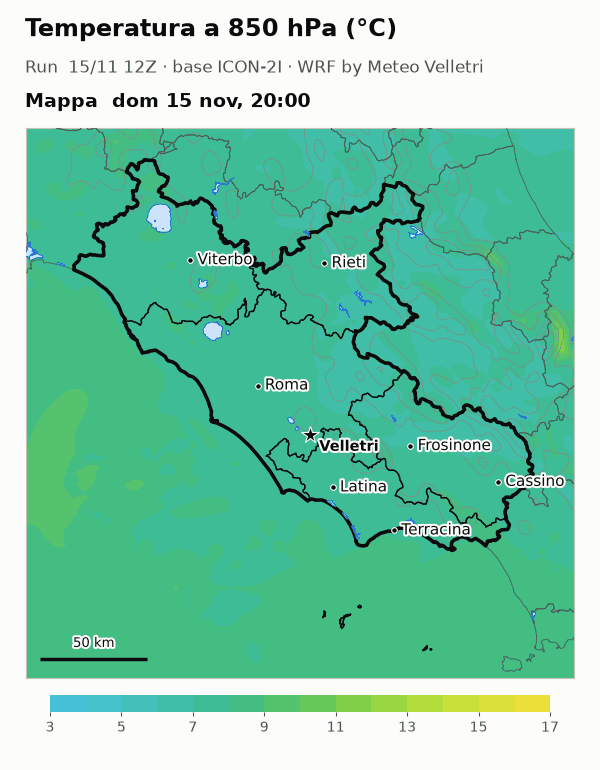 Temperatura a 850 hPa (°C)
Run  15/11 12Z · base ICON-2I · WRF by Meteo Velletri
Mappa  dom 15 nov, 20:00
Viterbo
Rieti
Roma
Velletri
Frosinone
Latina
Cassino
Terracina
50 km
3 5 7 9 11 13 15 17